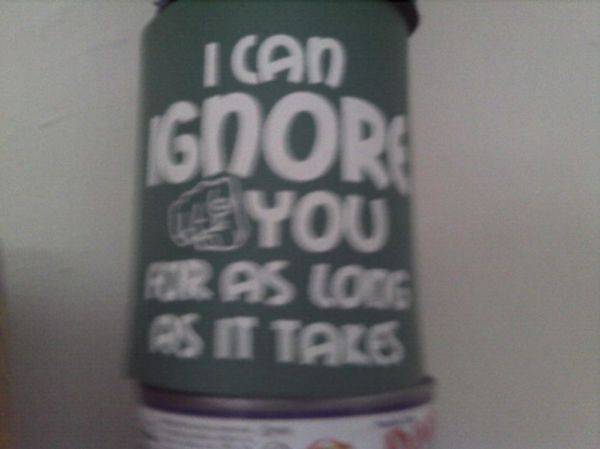 I CAN
IGNORE
YOU
FOR AS LONG
AS IT TAKES